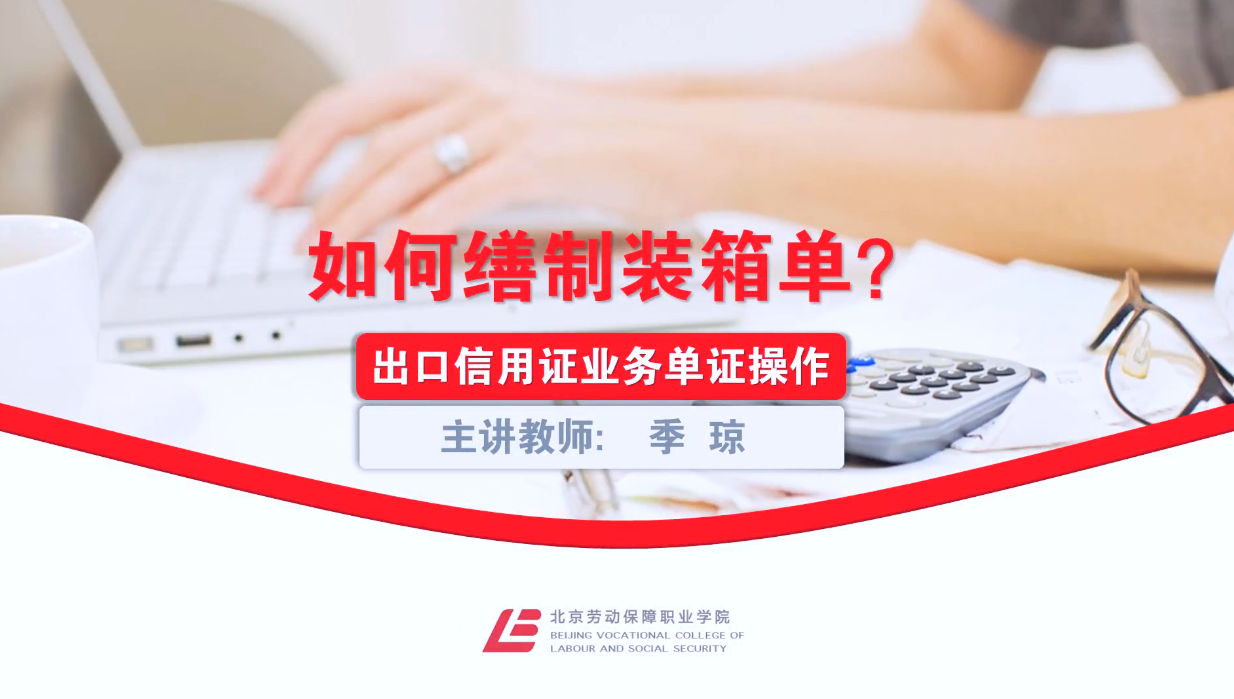 如何缮制装箱单?
出口信用证业务单证操作
主讲教师: 季 琼
北京劳动保障职业学院
BEIJING VOCATIONAL COLLEGE OF
LABOUR AND SOCIAL SECURITY